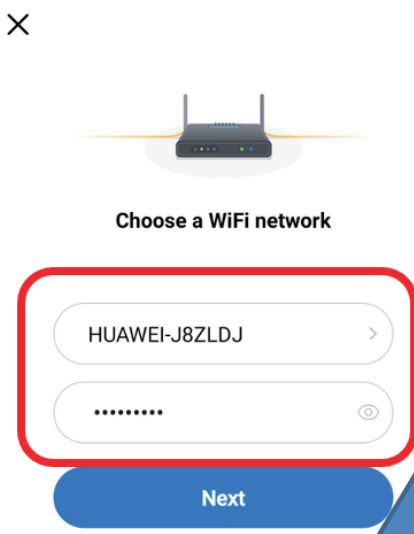 Choose a WiFi network
HUAWEI-J8ZLDJ
•••••••••
Next